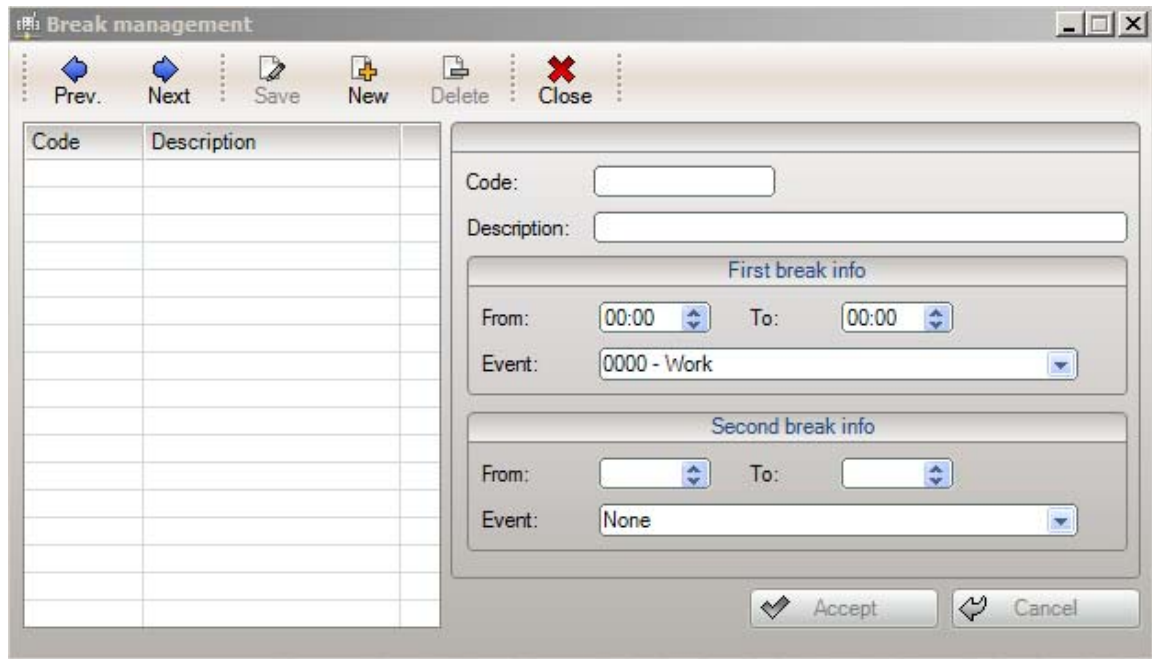 Break management
Prev. Next Save New Delete Close
Code Description
Code:
Description:
First break info
From: 00:00 To: 00:00
Event: 0000 - Work
Second break info
From: To:
Event: None
Accept Cancel